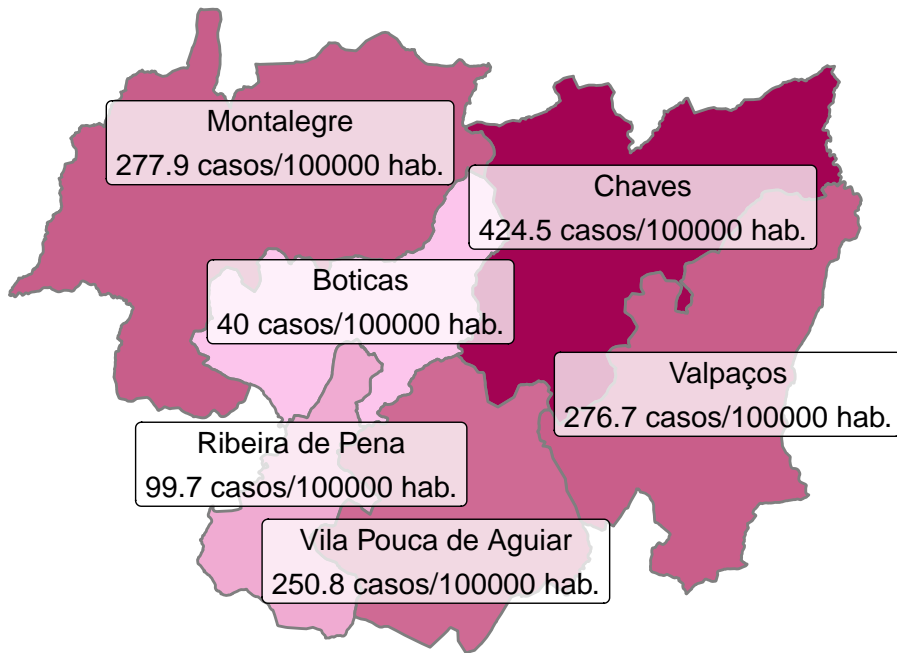 Montalegre
277.9 casos/100000 hab.
Chaves
424.5 casos/100000 hab.
Boticas
40 casos/100000 hab.
Valpaços
276.7 casos/100000 hab.
Ribeira de Pena
99.7 casos/100000 hab.
Vila Pouca de Aguiar
250.8 casos/100000 hab.